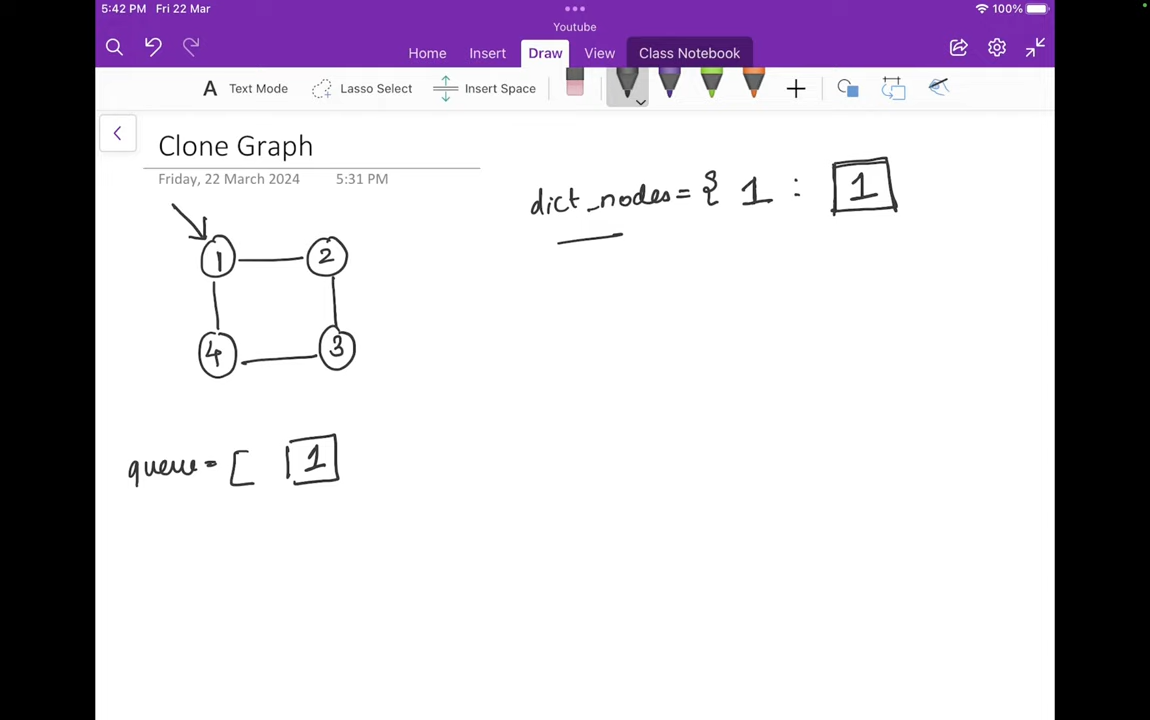 5:42 PM Fri 22 Mar
100%
Youtube
Home Insert Draw View Class Notebook
A Text Mode Lasso Select Insert Space
Clone Graph
Friday, 22 March 2024 5:31 PM
dict_nodes = { 1 : 1
1 2
4 3
queue = [ 1